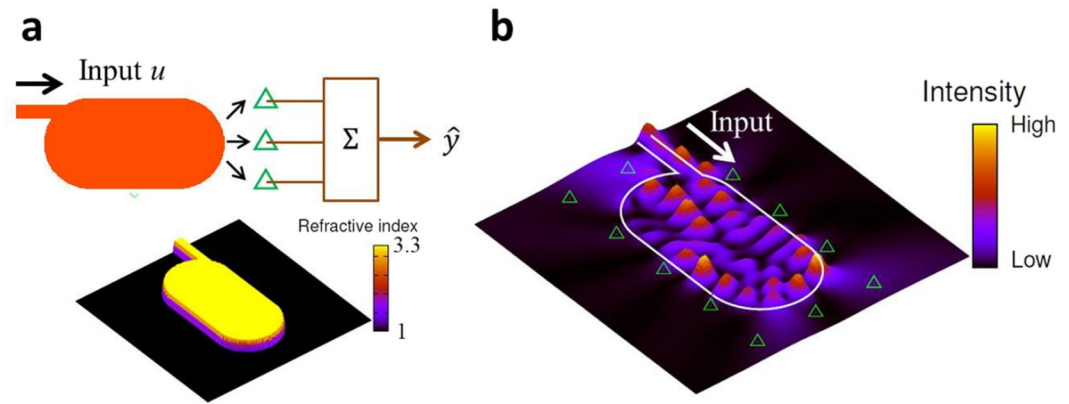 a
Input u
Σ
ŷ
Refractive index
3.3
1
b
Input
Intensity
High
Low